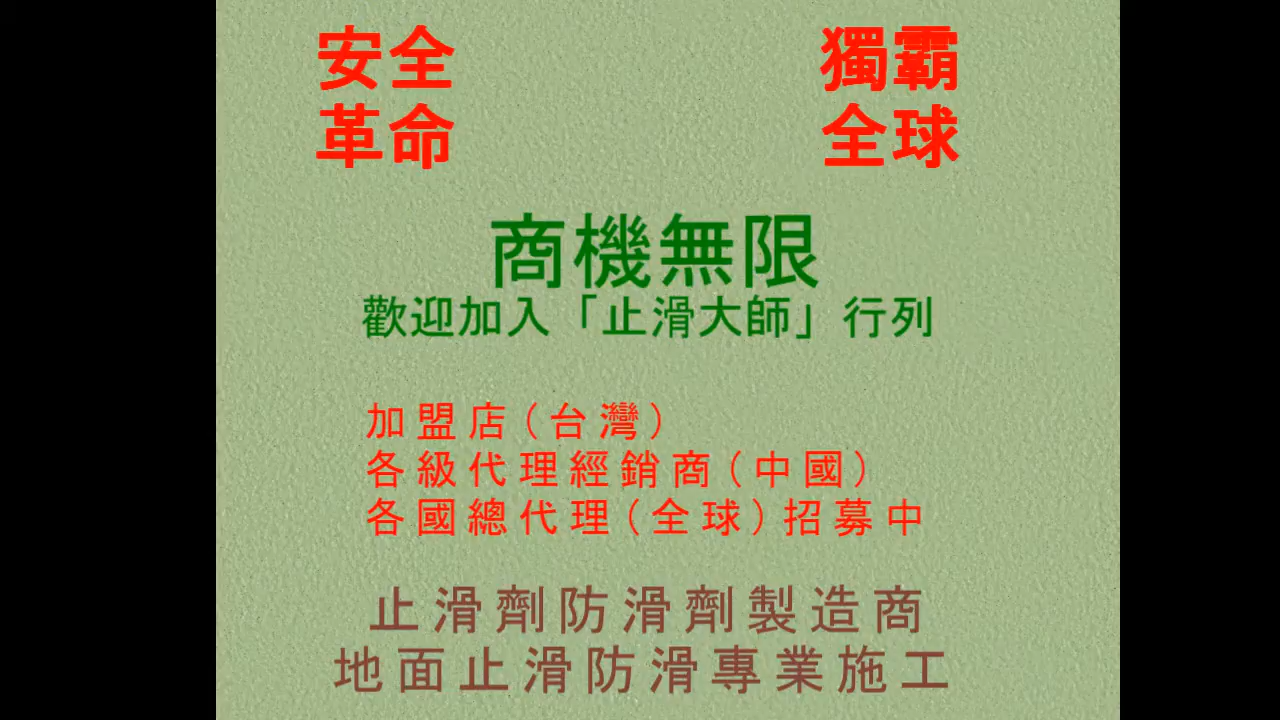 安全
革命
獨霸
全球
商機無限
歡迎加入「止滑大師」行列
加盟店(台灣)
各級代理經銷商(中國)
各國總代理(全球)招募中
止滑劑防滑劑製造商
地面止滑防滑專業施工